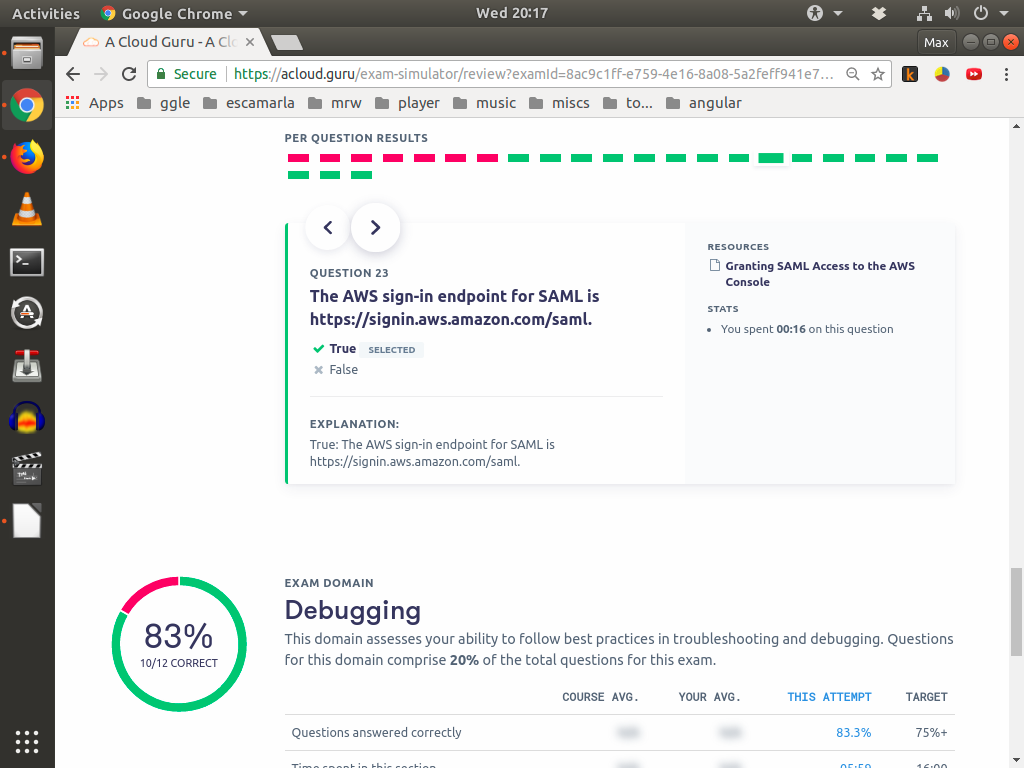 Activities Google Chrome Wed 20:17
A Cloud Guru - A Clo Max
Secure https://acloud.guru/exam-simulator/review?examId=8ac9c1ff-e759-4e16-8a08-5a2feff941e7...
Apps ggle escamarla mrw player music miscs to... angular
PER QUESTION RESULTS
QUESTION 23
The AWS sign-in endpoint for SAML is
https://signin.aws.amazon.com/saml.
True SELECTED
False
EXPLANATION:
True: The AWS sign-in endpoint for SAML is
https://signin.aws.amazon.com/saml.
RESOURCES
Granting SAML Access to the AWS
Console
STATS
• You spent 00:16 on this question
83%
10/12 CORRECT
EXAM DOMAIN
Debugging
This domain assesses your ability to follow best practices in troubleshooting and debugging. Questions
for this domain comprise 20% of the total questions for this exam.
COURSE AVG. YOUR AVG. THIS ATTEMPT TARGET
Questions answered correctly 83.3% 75%+
Time spent in this section 05:59 16:00